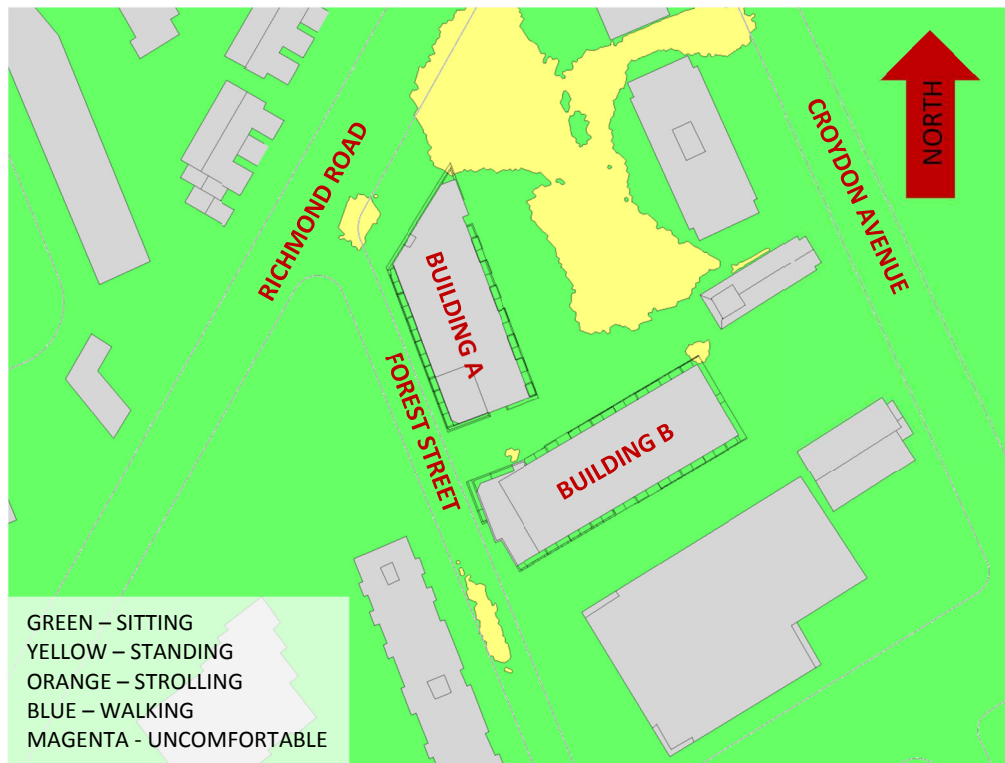 NORTH
CROYDON AVENUE
RICHMOND ROAD
BUILDING A
FOREST STREET
BUILDING B
GREEN – SITTING
YELLOW – STANDING
ORANGE – STROLLING
BLUE – WALKING
MAGENTA - UNCOMFORTABLE